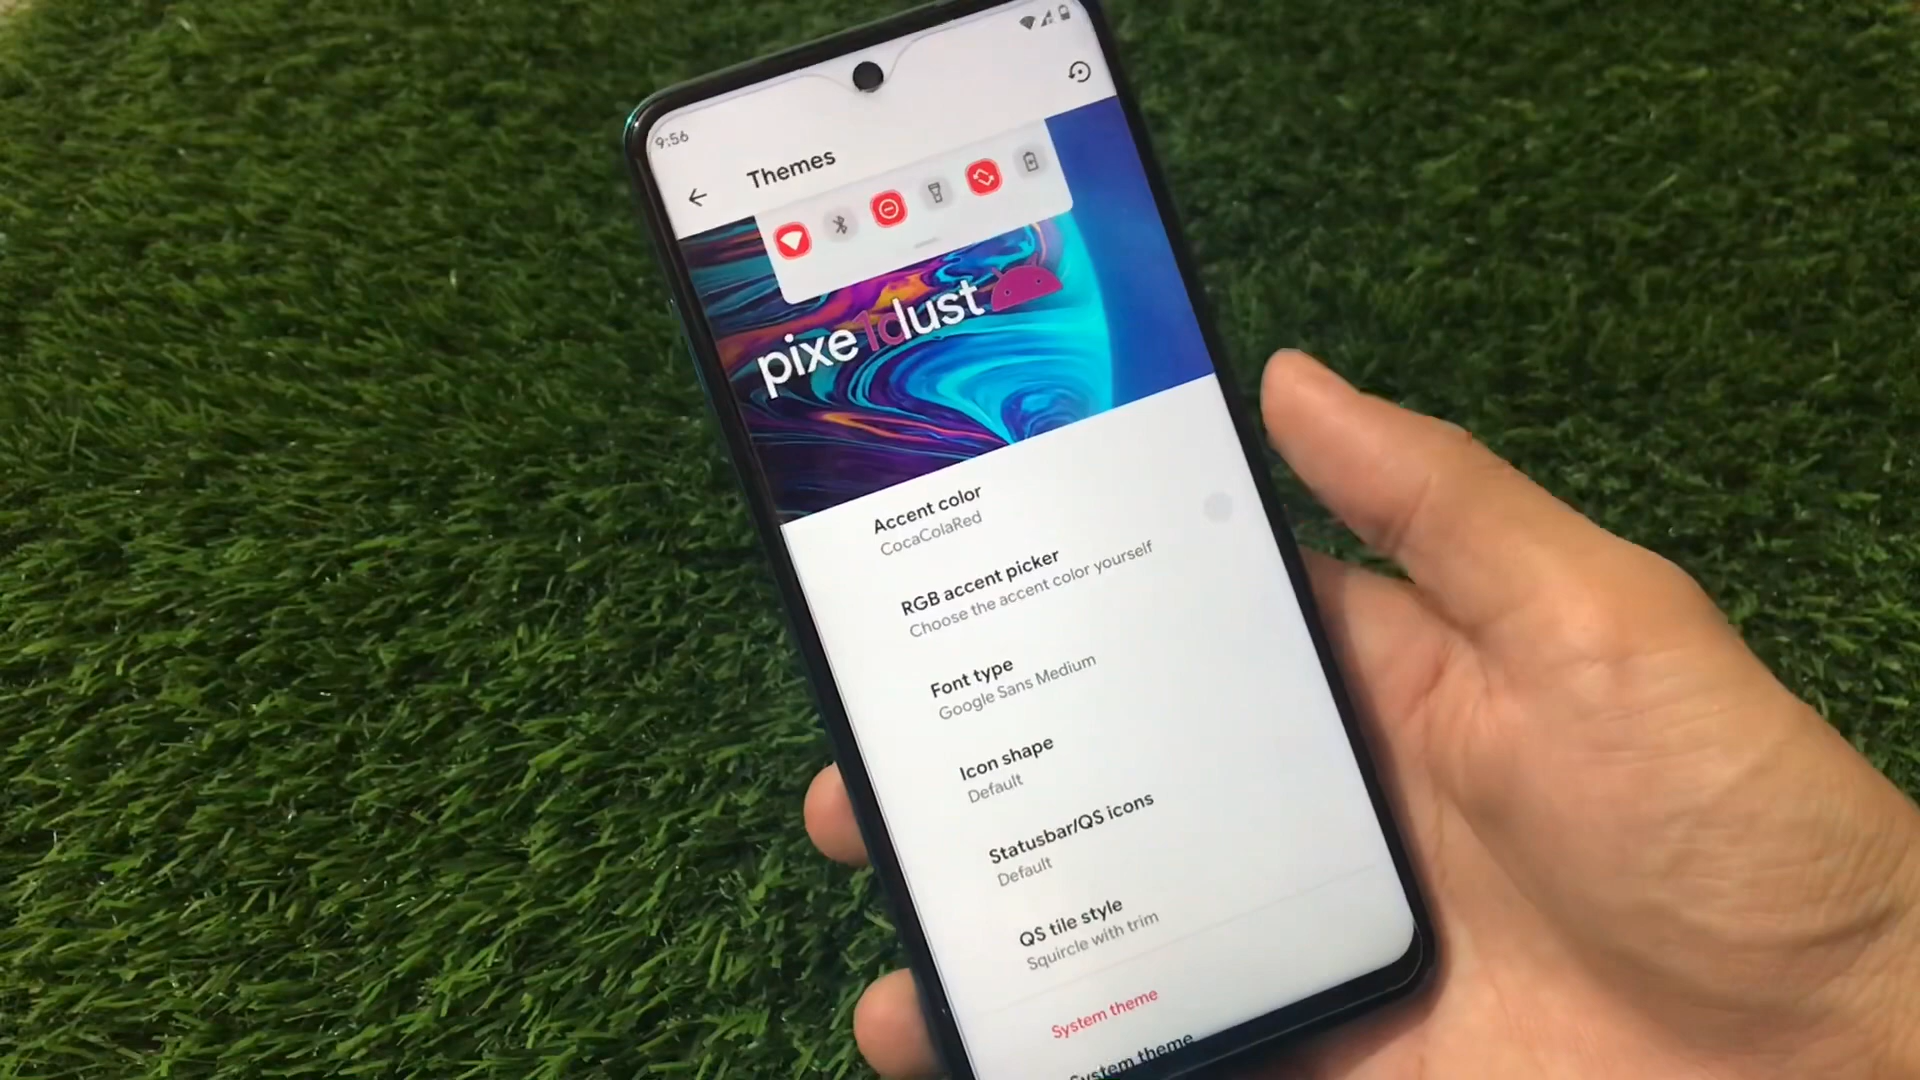 9:56
Themes
pixe1dust
Accent color
CocaColaRed
RGB accent picker
Choose the accent color yourself
Font type
Google Sans Medium
Icon shape
Default
Statusbar/QS icons
Default
QS tile style
Squircle with trim
System theme
System theme